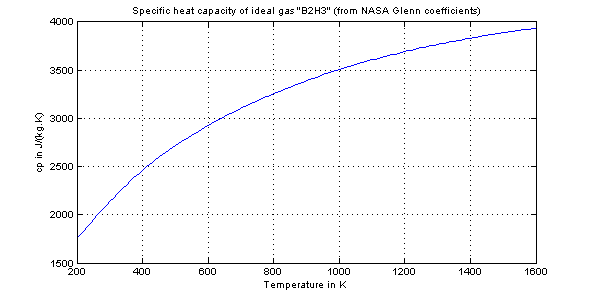 Specific heat capacity of ideal gas "B2H3" (from NASA Glenn coefficients)
4000
3500
3000
2500
2000
1500
cp in J/(kg.K)
200 400 600 800 1000 1200 1400 1600
Temperature in K